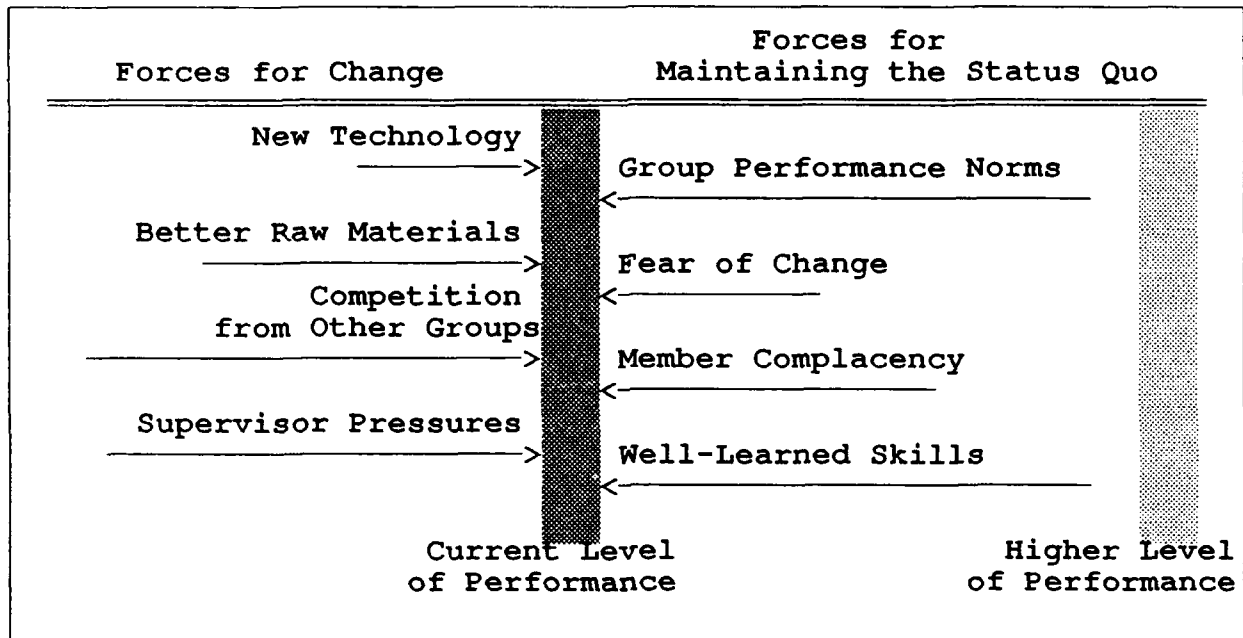 Forces for Change
Forces for
Maintaining the Status Quo
New Technology
Group Performance Norms
Better Raw Materials
Fear of Change
Competition
from Other Groups
Member Complacency
Supervisor Pressures
Well-Learned Skills
Current Level
of Performance
Higher Level
of Performance